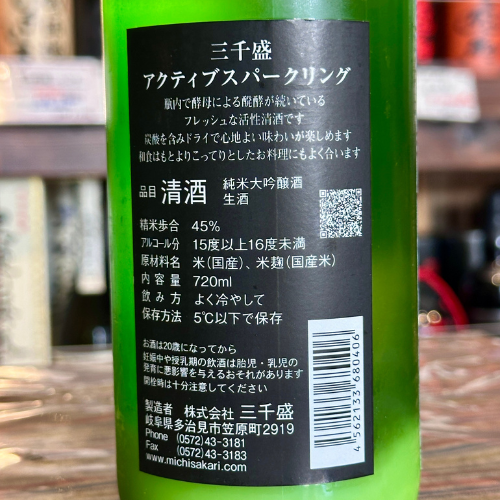 三千盛
アクティブスパークリング
瓶内で酵母による醗酵が続いている
フレッシュな活性清酒です
炭酸を含みドライで心地よい味わいが楽しめます
和食はもとよりこってりとしたお料理にもよく合います
品目 清酒 純米大吟醸酒
生酒
精米歩合 45%
アルコール分 15度以上16度未満
原材料名 米(国産)、米麹(国産米)
内容量 720ml
飲み方 よく冷やして
保存方法 5℃以下で保存
お酒は20歳になってから
妊娠中や授乳期の飲酒は胎児・乳児の
発育に悪影響を与えるおそれがあります
開栓時は十分注意してください
製造者 株式会社 三千盛
岐阜県多治見市笠原町2919
Phone (0572)43-3181
Fax (0572)43-3183
www.michisakari.com
4 562133 680406